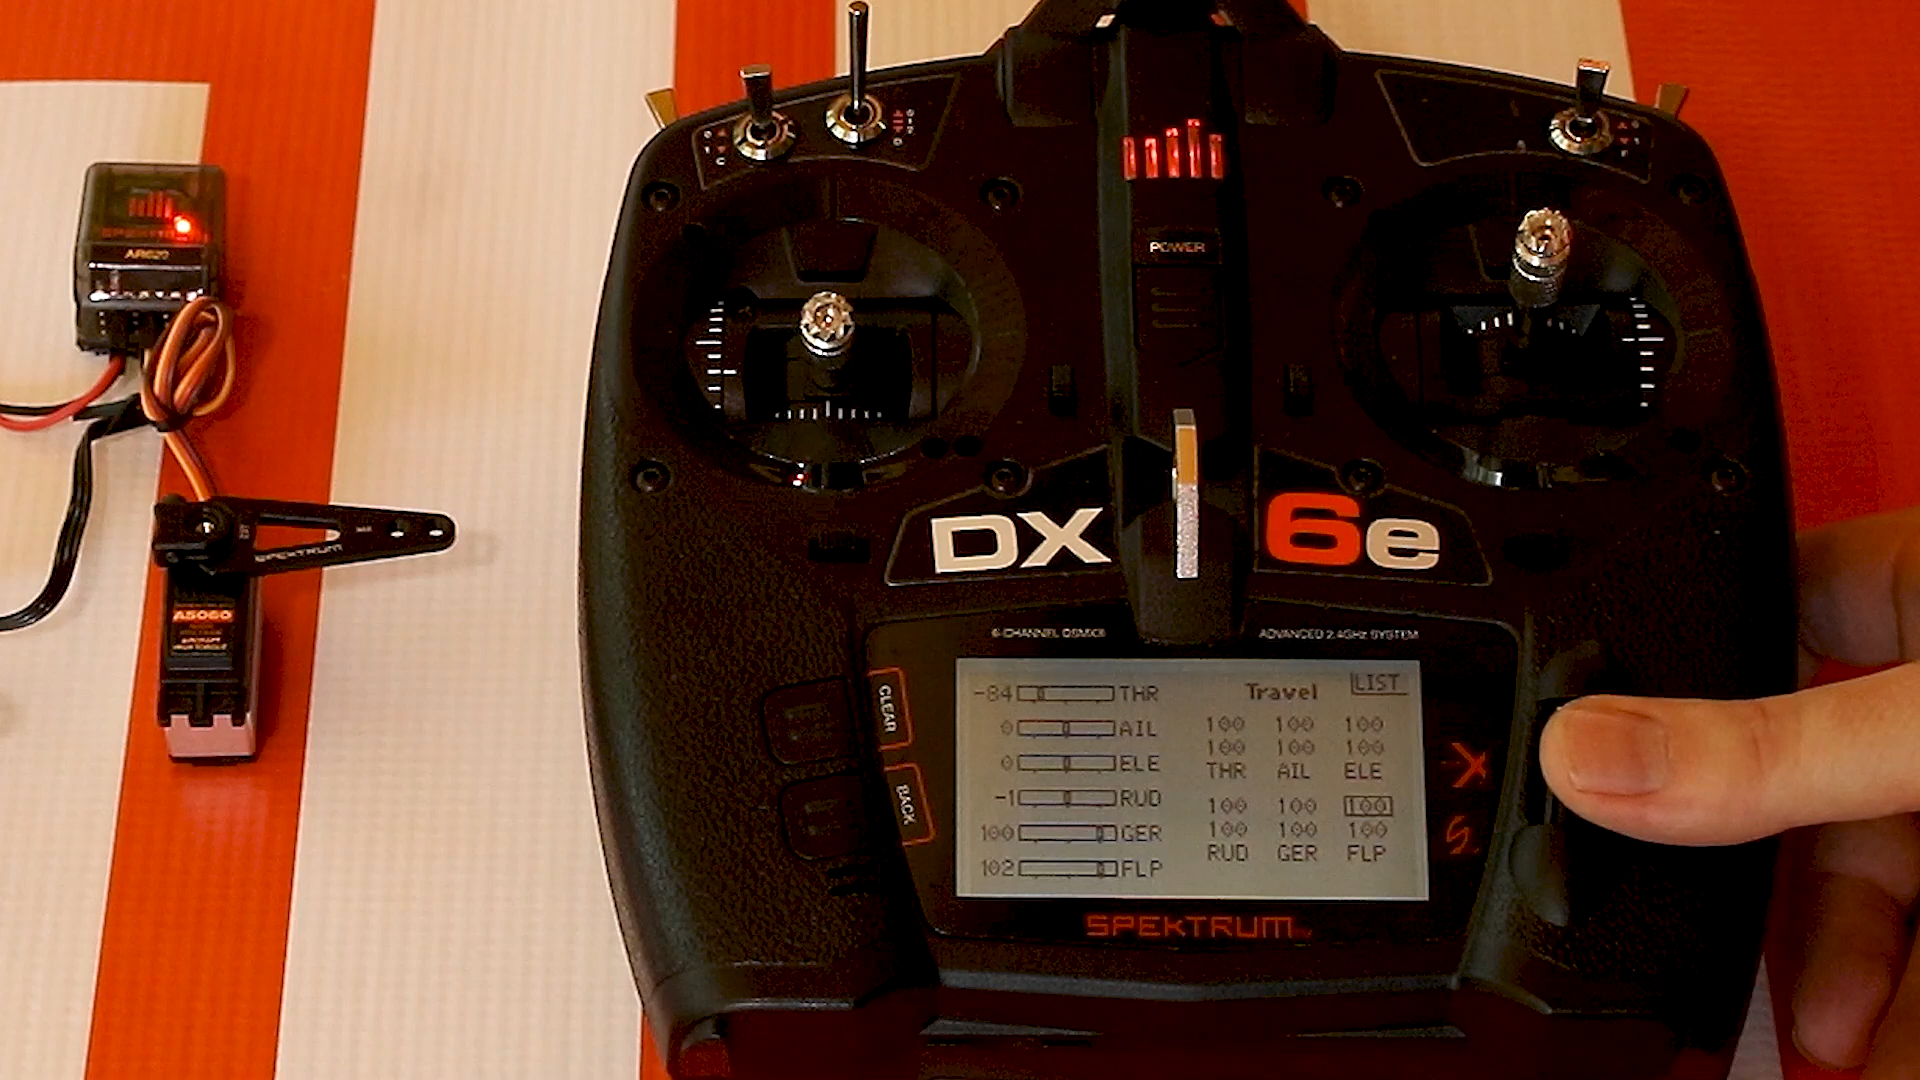 POWER
AR620
SPEKTRUM
A5060
DX6e
6-CHANNEL DSMX®
ADVANCED 2.4GHz SYSTEM
CLEAR
BACK
Travel
LIST
-84 THR
0 AIL
0 ELE
-1 RUD
100 GER
102 FLP
100 100 100
100 100 100
THR AIL ELE
100 100 100
100 100 100
RUD GER FLP
SPEKTRUM